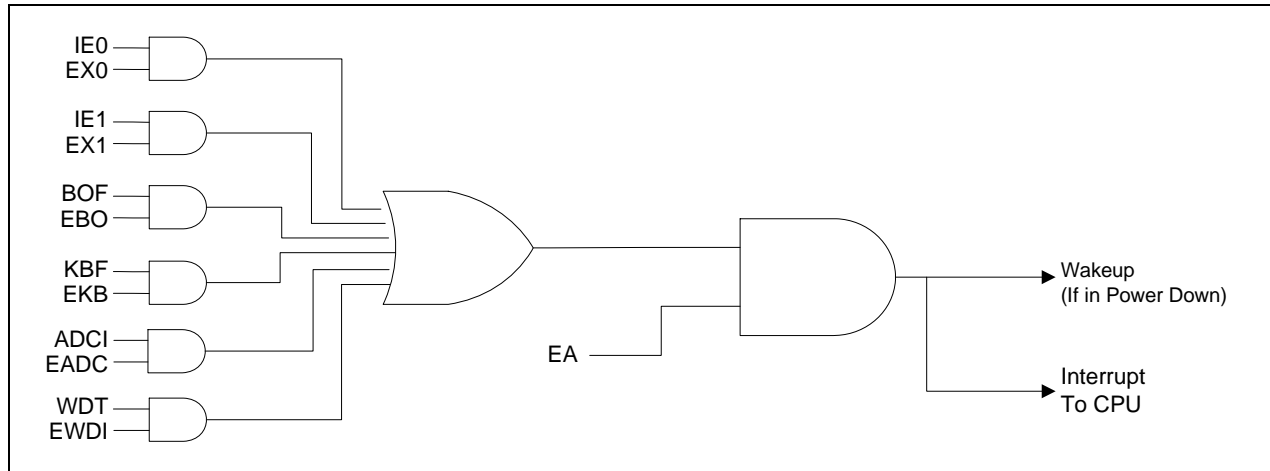 IE0
EX0
IE1
EX1
BOF
EBO
KBF
EKB
ADCI
EADC
WDT
EWDI
EA
Wakeup
(If in Power Down)
Interrupt
To CPU